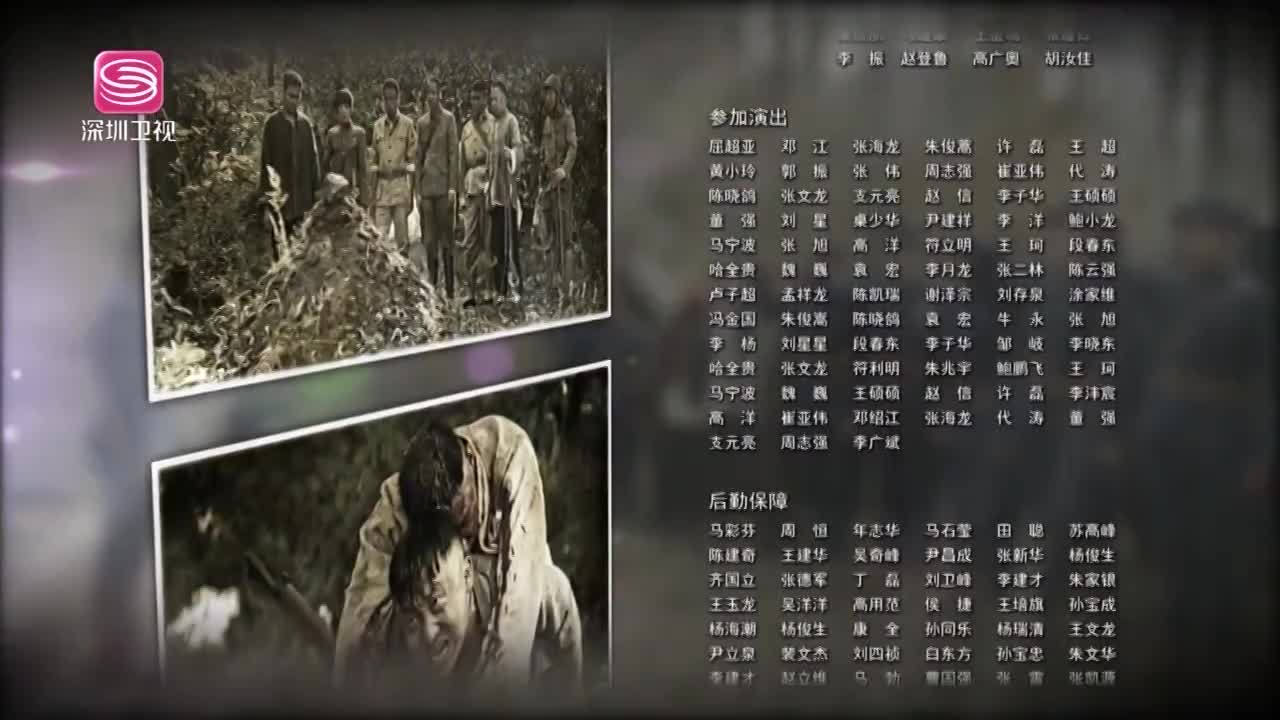 李振 赵登鲁 高广奥 胡汝佳
深圳卫视
参加演出
屈超亚 邓江 张海龙 朱俊蒿 许磊 王超
黄小玲 郭振 张伟 周志强 崔亚伟 代涛
陈晓鸽 张文龙 支元亮 赵信 李子华 王硕硕
董强 刘星 桌少华 尹建祥 李洋 鲍小龙
马宁波 张旭 高洋 符立明 王珂 段春东
哈全贵 魏巍 袁宏 李月龙 张二林 陈云强
卢子超 孟祥龙 陈凯瑞 谢泽宗 刘存泉 涂家维
冯金国 朱俊嵩 陈晓鸽 袁宏 牛永 张旭
李杨 刘星星 段春东 李子华 邹岐 李晓东
哈全贵 张文龙 符利明 朱兆宇 鲍鹏飞 王珂
马宁波 魏巍 王硕硕 赵信 许磊 李沣宸
高洋 崔亚伟 邓绍江 张海龙 代涛 董强
支元亮 周志强 李广斌
后勤保障
马彩芬 周恒 年志华 马石莹 田聪 苏高峰
陈建奇 王建华 吴奇峰 尹昌成 张新华 杨俊生
齐国立 张德军 丁磊 刘卫峰 李建才 朱家银
王玉龙 吴洋洋 高用范 侯捷 王培旗 孙宝成
杨海潮 杨俊生 康全 孙同乐 杨瑞清 王文龙
尹立泉 裴文杰 刘四祯 白东方 孙宝忠 朱文华
李建才 赵立维 马勃 曹国强 张雷